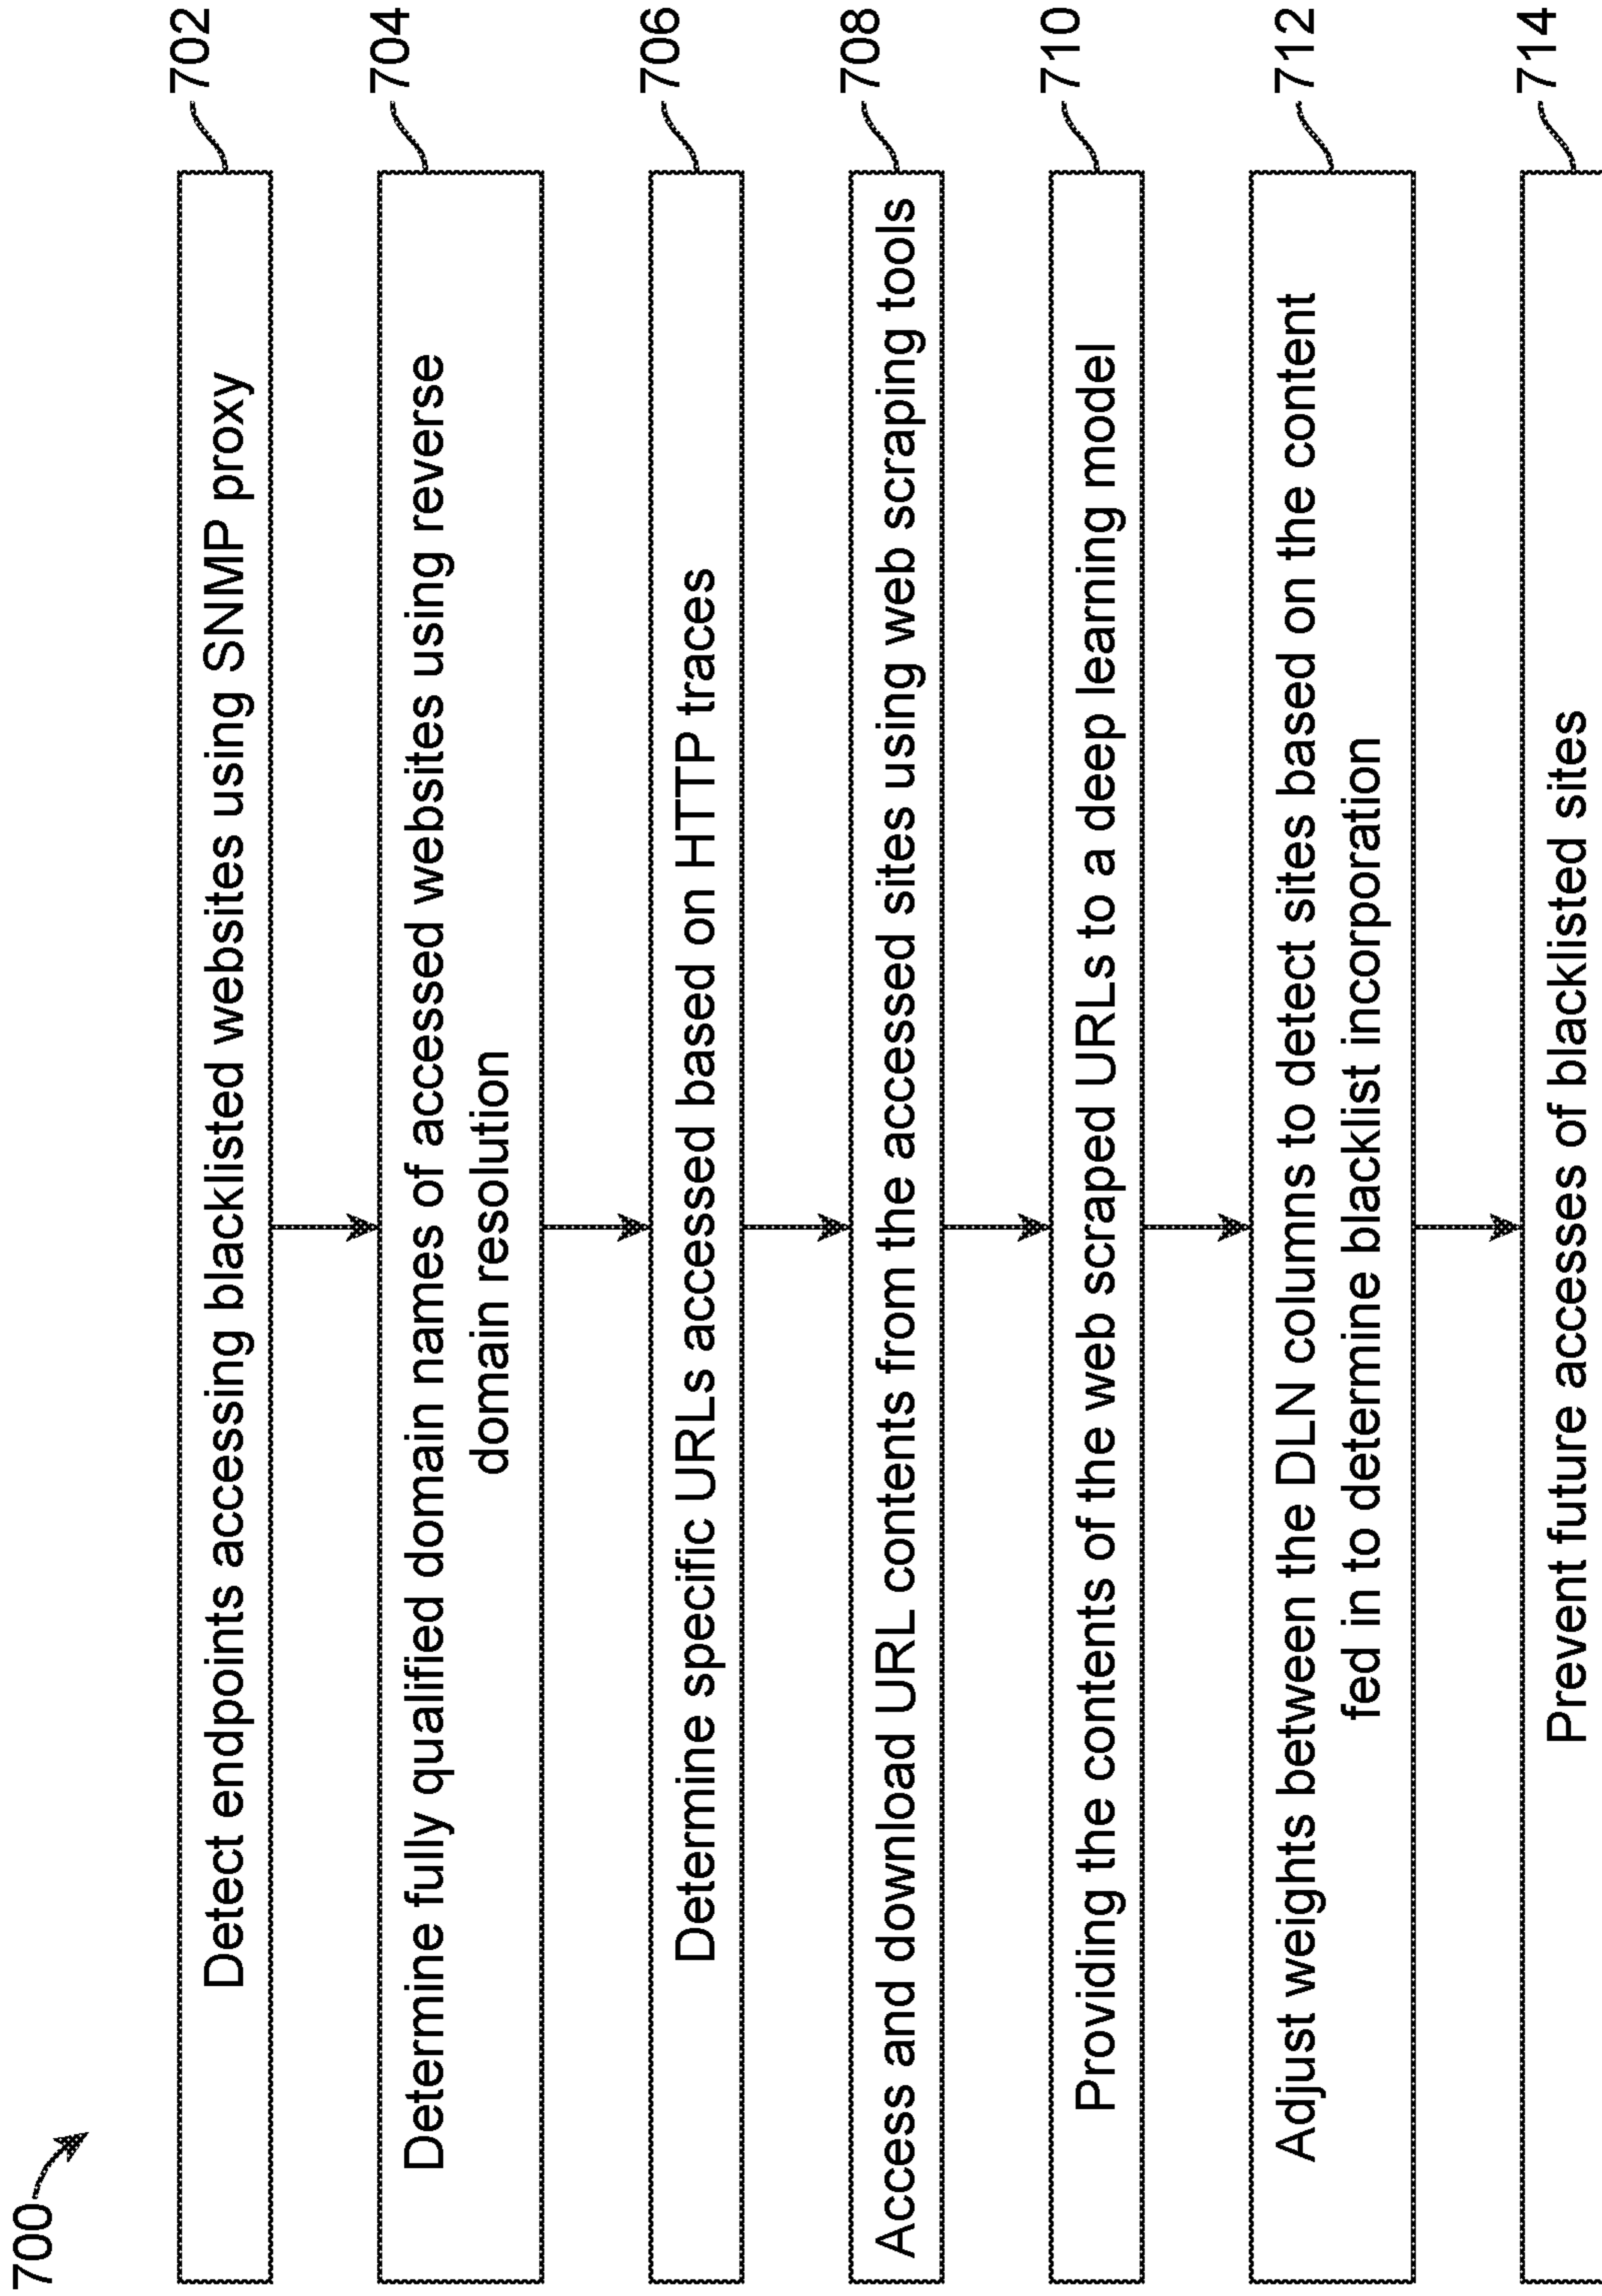 700
Detect endpoints accessing blacklisted websites using SNMP proxy
702
Determine fully qualified domain names of accessed websites using reverse
domain resolution
704
Determine specific URLs accessed based on HTTP traces
706
Access and download URL contents from the accessed sites using web scraping tools
708
Providing the contents of the web scraped URLs to a deep learning model
710
Adjust weights between the DLN columns to detect sites based on the content
fed in to determine blacklist incorporation
712
Prevent future accesses of blacklisted sites
714